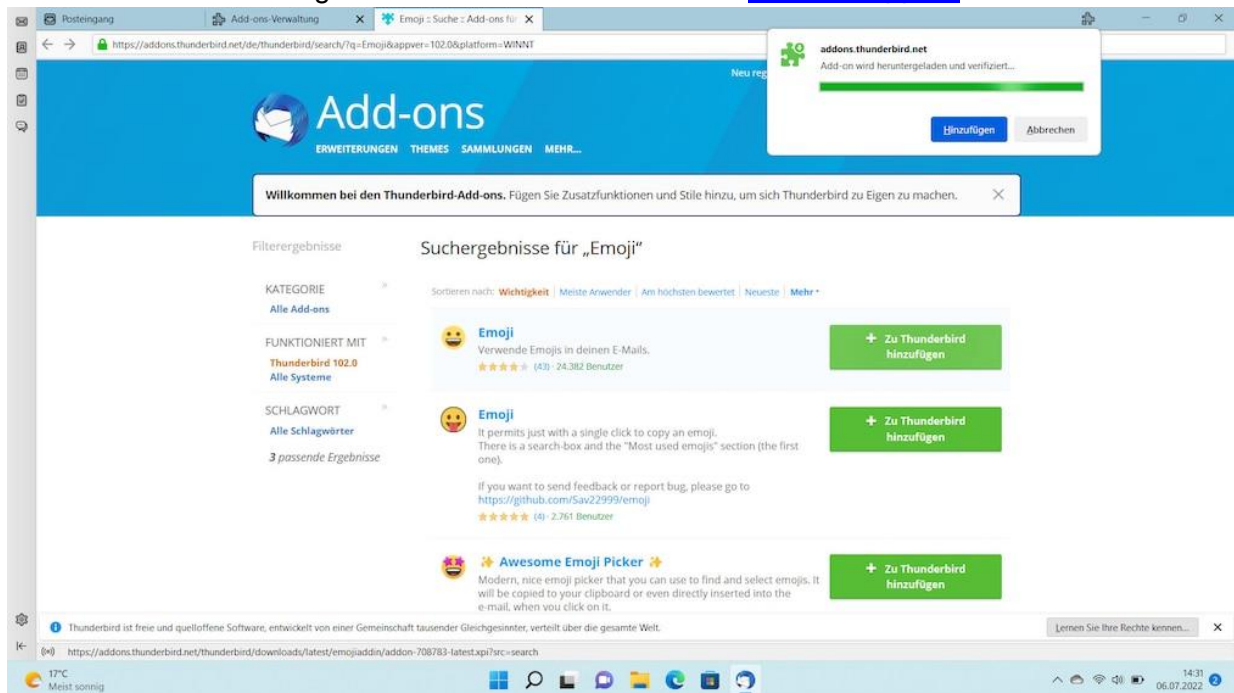 Posteingang
Add-ons-Verwaltung
Emoji :: Suche :: Add-ons für
https://addons.thunderbird.net/de/thunderbird/search/?q=Emoji&appver=102.0&platform=WINNT
addons.thunderbird.net
Add-on wird heruntergeladen und verifiziert...
Hinzufügen
Abbrechen
Neu reg
Add-ons
ERWEITERUNGEN THEMES SAMMLUNGEN MEHR...
Willkommen bei den Thunderbird-Add-ons. Fügen Sie Zusatzfunktionen und Stile hinzu, um sich Thunderbird zu Eigen zu machen.
Filterergebnisse
KATEGORIE
Alle Add-ons
FUNKTIONIERT MIT
Thunderbird 102.0
Alle Systeme
SCHLAGWORT
Alle Schlagwörter
3 passende Ergebnisse
Suchergebnisse für „Emoji“
Sortieren nach: Wichtigkeit Meiste Anwender Am höchsten bewertet Neueste Mehr
Emoji
Verwende Emojis in deinen E-Mails.
(43) · 24.382 Benutzer
+ Zu Thunderbird
hinzufügen
Emoji
It permits just with a single click to copy an emoji.
There is a search-box and the "Most used emojis" section (the first
one).
If you want to send feedback or report bug, please go to
https://github.com/Sav22999/emoji
(4) · 2.761 Benutzer
+ Zu Thunderbird
hinzufügen
✨ Awesome Emoji Picker ✨
Modern, nice emoji picker that you can use to find and select emojis. It
will be copied to your clipboard or even directly inserted into the
e-mail, when you click on it.
+ Zu Thunderbird
hinzufügen
Thunderbird ist freie und quelloffene Software, entwickelt von einer Gemeinschaft tausender Gleichgesinnter, verteilt über die gesamte Welt.
Lernen Sie Ihre Rechte kennen...
https://addons.thunderbird.net/thunderbird/downloads/latest/emojiaddin/addon-708783-latest.xpi?src=search
17°C
Meist sonnig
14:31
06.07.2022
2